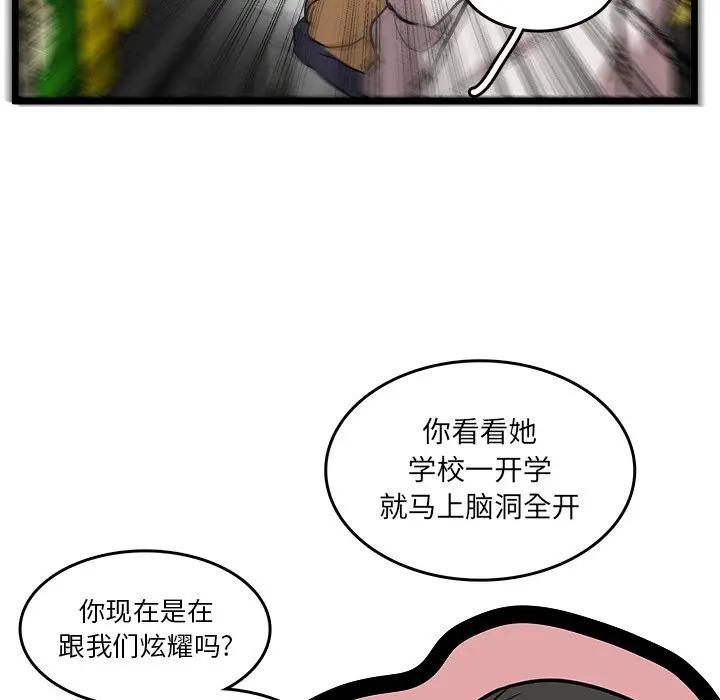 你看看她
学校一开学
就马上脑洞全开
你现在是在
跟我们炫耀吗?